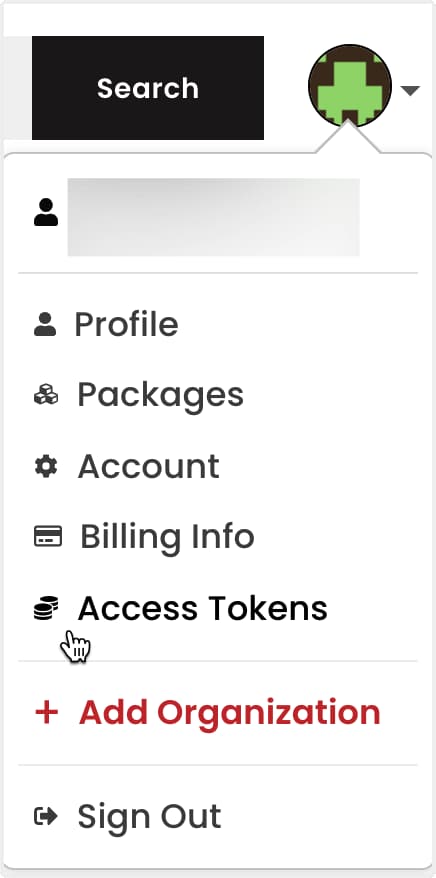 Search
Profile
Packages
Account
Billing Info
Access Tokens
+ Add Organization
Sign Out